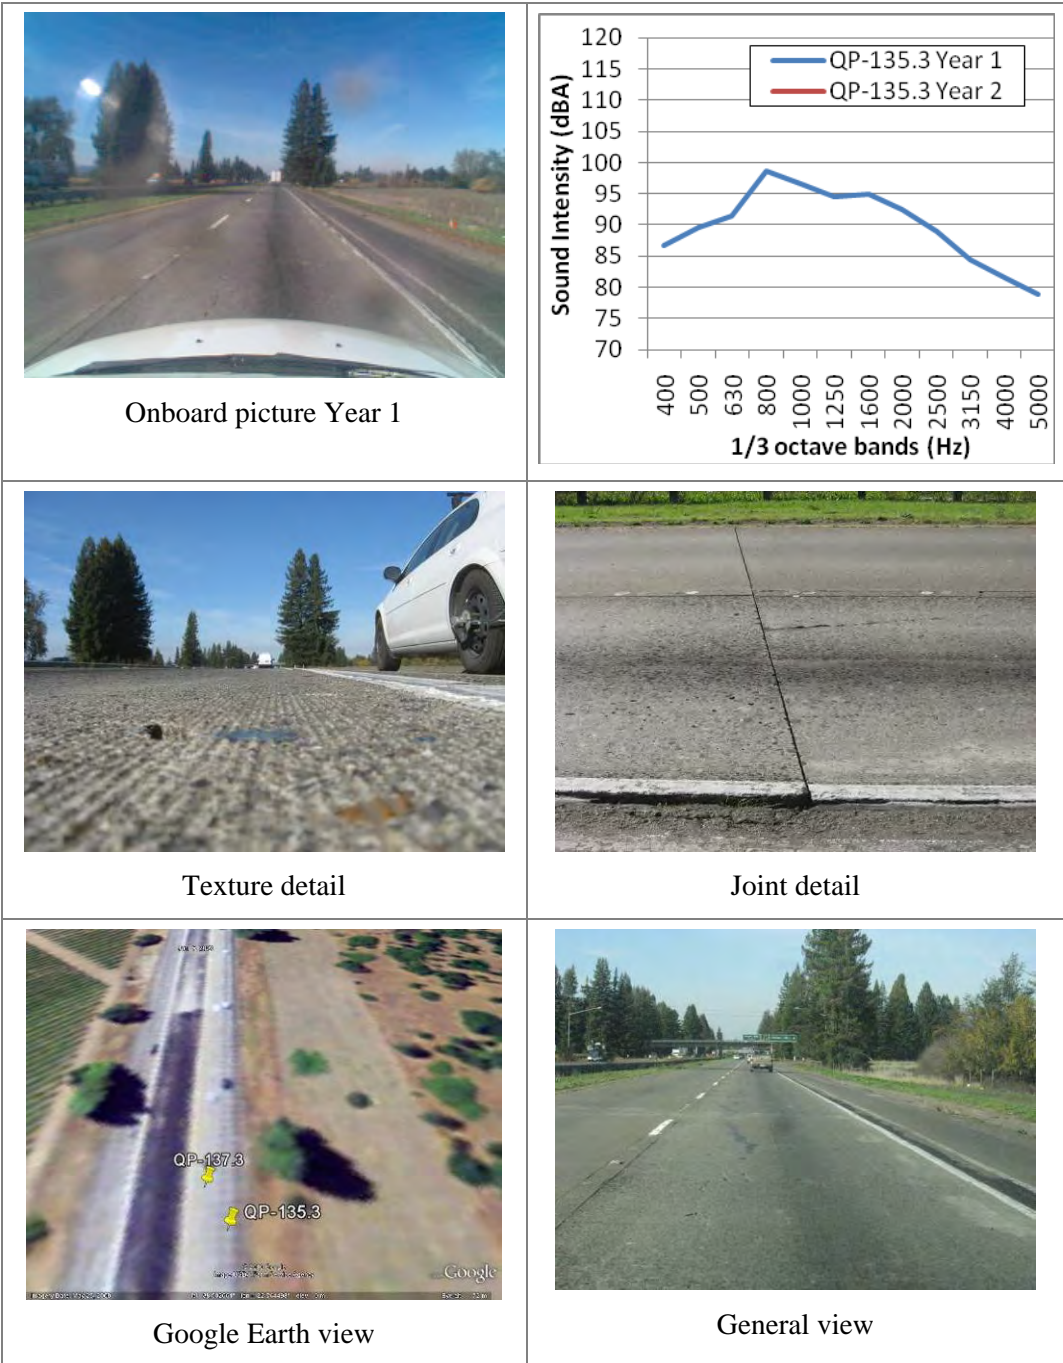 Onboard picture Year 1
120
115
110
105
100
95
90
85
80
75
70
Sound Intensity (dBA)
QP-135.3 Year 1
QP-135.3 Year 2
400
500
630
800
1000
1250
1600
2000
2500
3150
4000
5000
1/3 octave bands (Hz)
Texture detail
Joint detail
QP-137.3
QP-135.3
Google
Google Earth view
General view